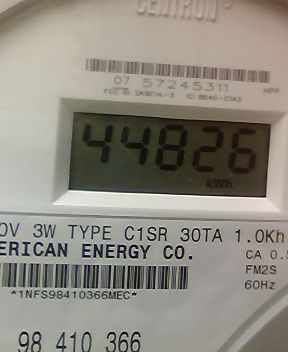 CENTRON
07 57245311
44826
kWh
0V 3W TYPE C1SR 30TA 1.0Kh
ERICAN ENERGY CO.
CA 0.
FM2S
60Hz
*1NFS98410366MEC*
98 410 366